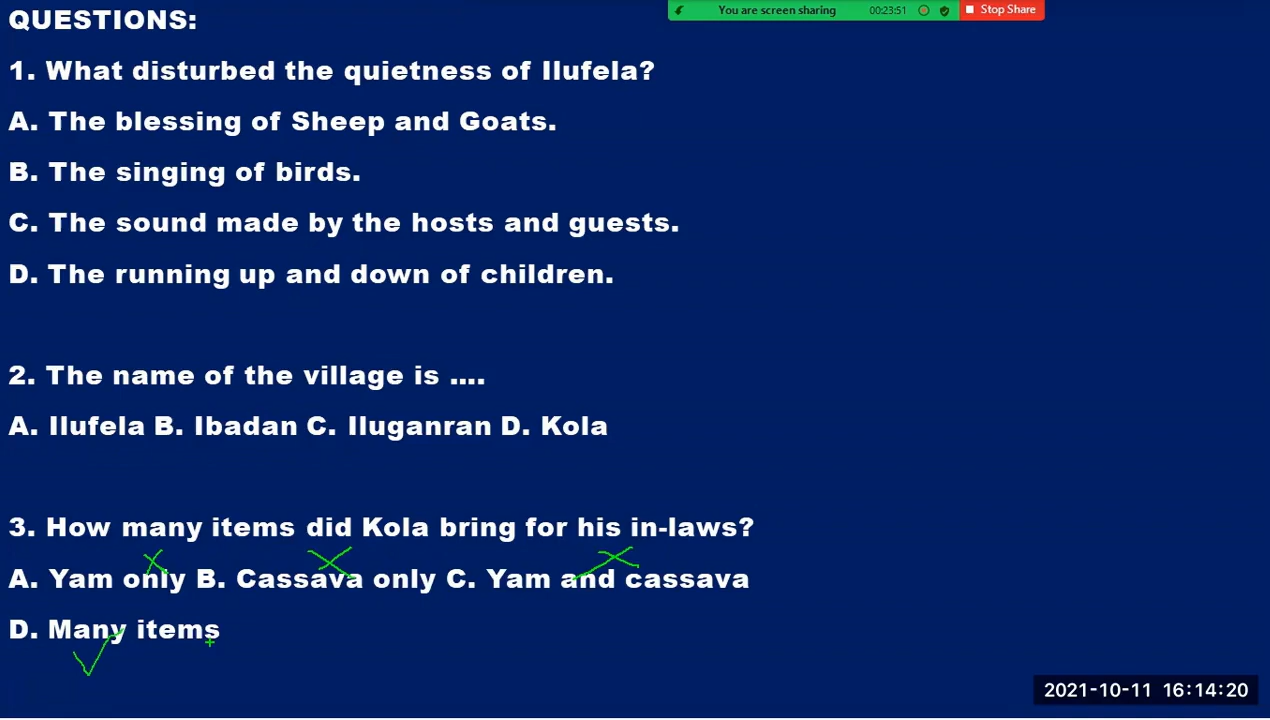 You are screen sharing 00:23:51 Stop Share
QUESTIONS:
1. What disturbed the quietness of Ilufela?
A. The blessing of Sheep and Goats.
B. The singing of birds.
C. The sound made by the hosts and guests.
D. The running up and down of children.
2. The name of the village is ....
A. Ilufela B. Ibadan C. Iluganran D. Kola
3. How many items did Kola bring for his in-laws?
A. Yam only B. Cassava only C. Yam and cassava
D. Many items
2021-10-11 16:14:20